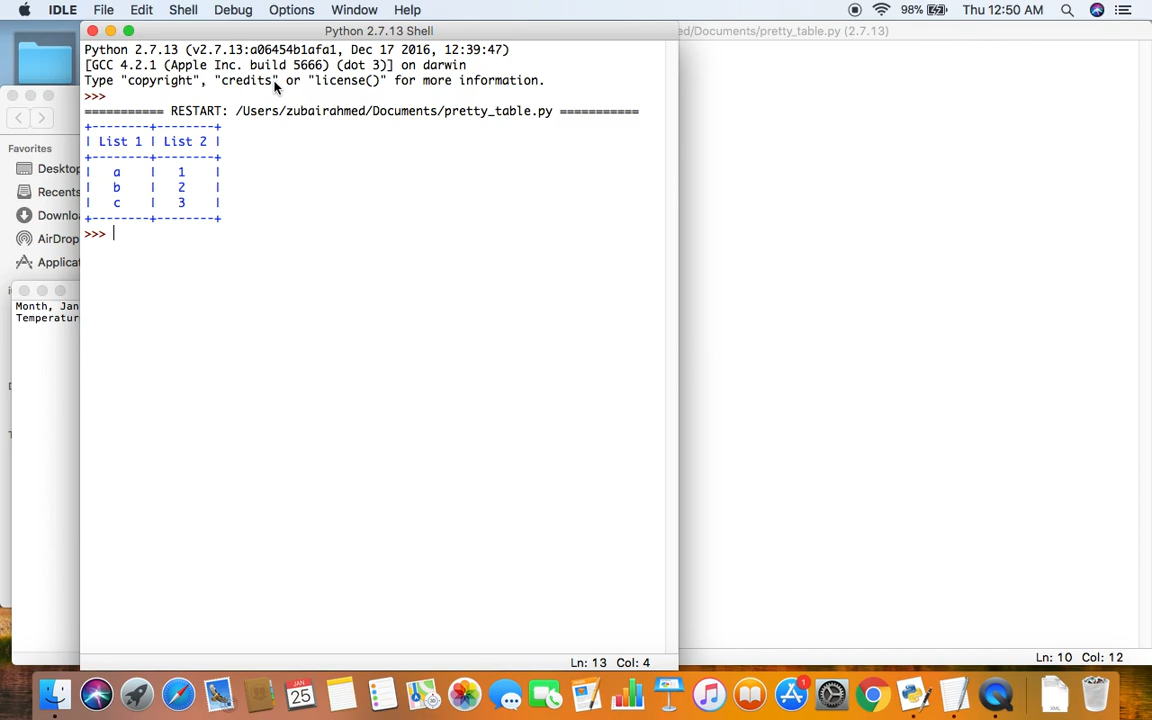 IDLE File Edit Shell Debug Options Window Help 98% Thu 12:50 AM
Python 2.7.13 Shell
ed/Documents/pretty_table.py (2.7.13)
Python 2.7.13 (v2.7.13:a06454b1afa1, Dec 17 2016, 12:39:47)
[GCC 4.2.1 (Apple Inc. build 5666) (dot 3)] on darwin
Type "copyright", "credits" or "license()" for more information.
>>>
=========== RESTART: /Users/zubairahmed/Documents/pretty_table.py ===========
+--------+--------+
| List 1 | List 2 |
+--------+--------+
| a | 1 |
| b | 2 |
| c | 3 |
+--------+--------+
>>>
Favorites
Desktop
Recents
Downlo
AirDrop
Applicat
Month, Jan
Temperatur
Ln: 13 Col: 4
Ln: 10 Col: 12
JAN
25
1
XML